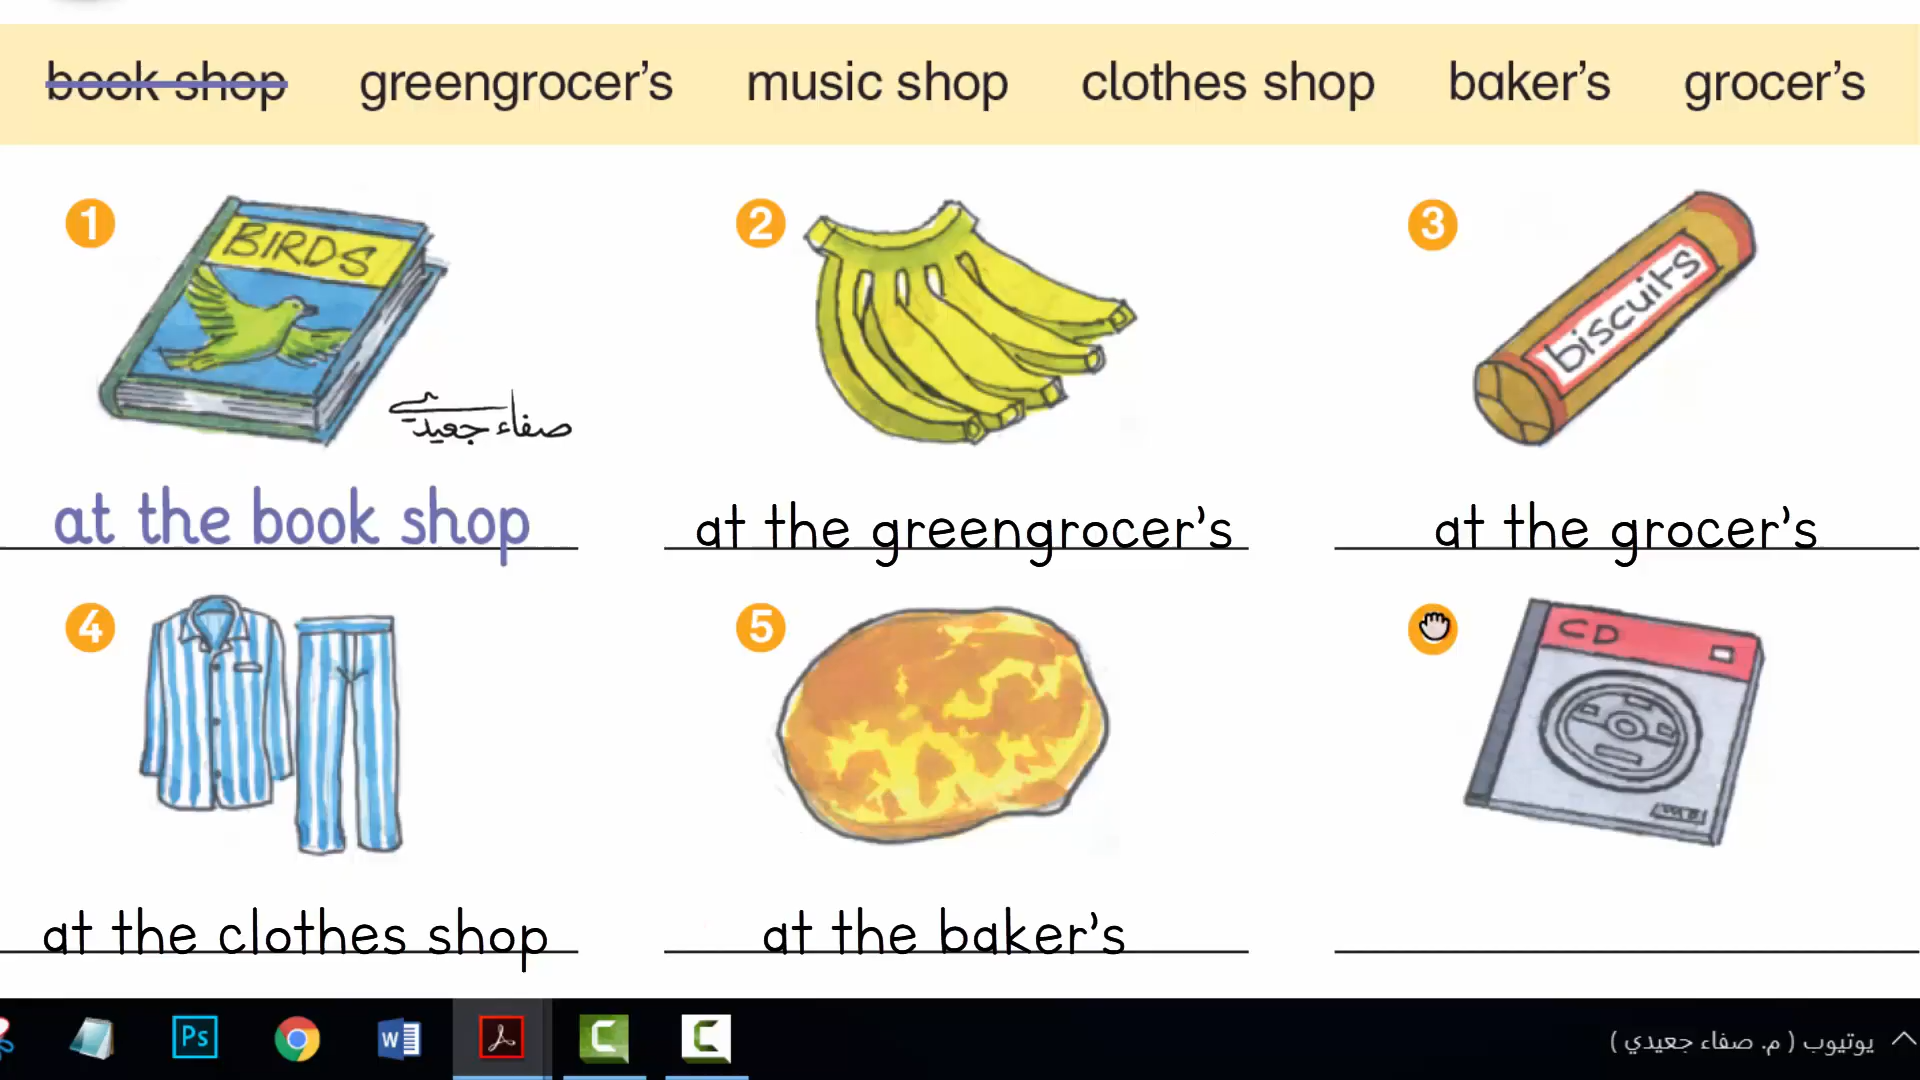 book shop greengrocer's music shop clothes shop baker's grocer's
1 2 3
BIRDS
biscuits
صفاء جعيدي
at the book shop at the greengrocer's at the grocer's
4 5
CD
at the clothes shop at the baker's
Ps W
يوتيوب ( م. صفاء جعيدي )